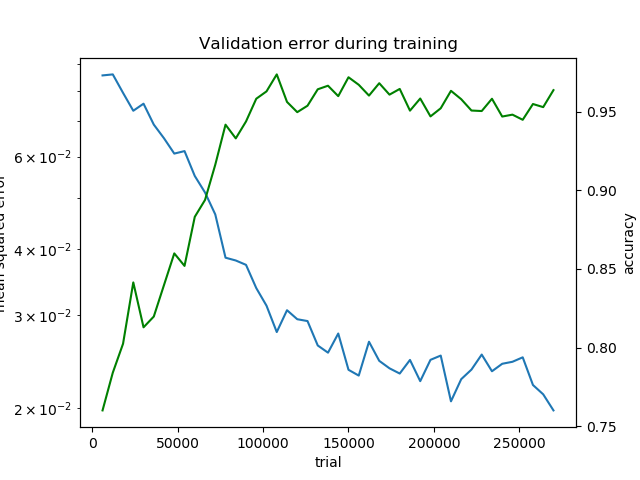 Validation error during training
mean squared error
6 × 10⁻²
4 × 10⁻²
3 × 10⁻²
2 × 10⁻²
0.95
0.90
0.85
0.80
0.75
accuracy
0 50000 100000 150000 200000 250000
trial